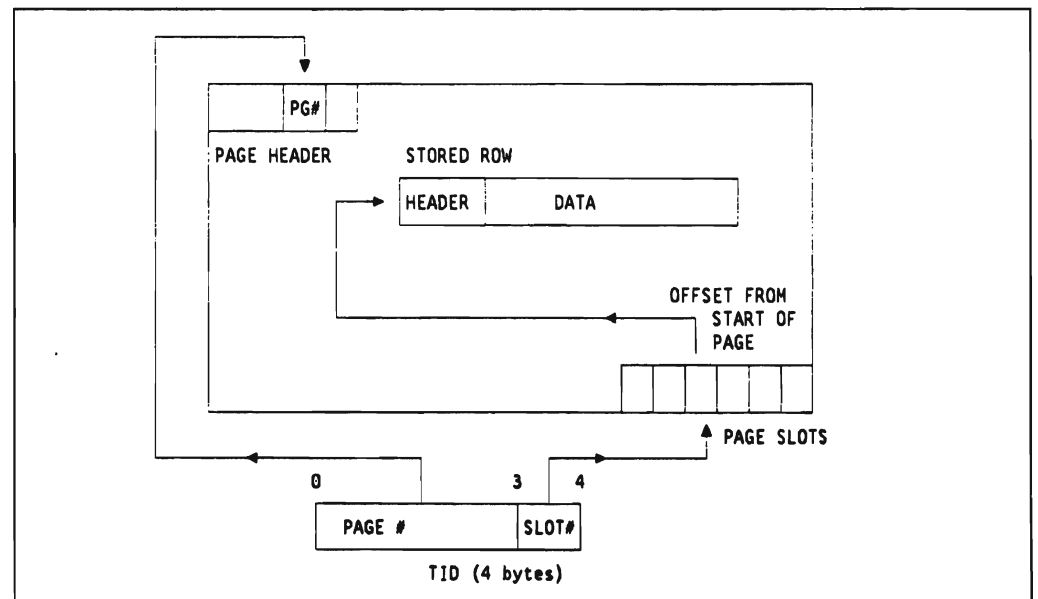 PG#
PAGE HEADER
STORED ROW
HEADER
DATA
OFFSET FROM
START OF
PAGE
PAGE SLOTS
0
3
4
PAGE #
SLOT#
TID (4 bytes)